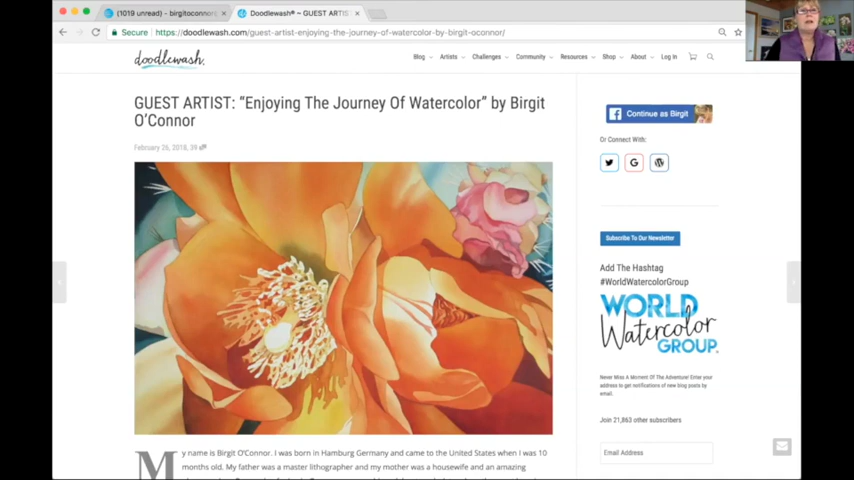 (1019 unread) - birgitoconnor
Doodlewash® – GUEST ARTIS
Secure
https://doodlewash.com/guest-artist-enjoying-the-journey-of-watercolor-by-birgit-oconnor/
doodlewash.
Blog
Artists
Challenges
Community
Resources
Shop
About
Log In
GUEST ARTIST: “Enjoying The Journey Of Watercolor” by Birgit
O’Connor
February 26, 2018, 39
Continue as Birgit
Or Connect With:
Subscribe To Our Newsletter
Add The Hashtag
#WorldWatercolorGroup
WORLD
Watercolor
GROUP.
Never Was A Moment Of The Adventure! Enter your
address to get notifications of new blog posts by
email.
Join 21,863 other subscribers
Email Address
My name is Birgit O’Connor. I was born in Hamburg Germany and came to the United States when I was 10
months old. My father was a master lithographer and my mother was a housewife and an amazing